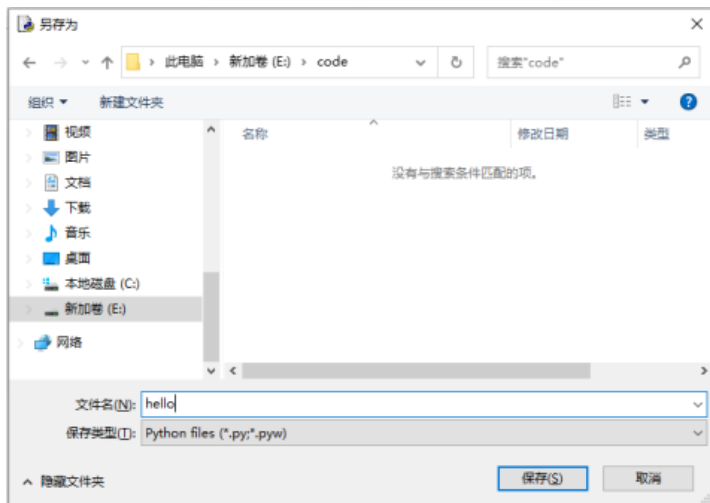 另存为
此电脑 › 新加卷 (E:) › code
搜索"code"
组织 新建文件夹
名称 修改日期 类型
没有与搜索条件匹配的项。
视频
图片
文档
下载
音乐
桌面
本地磁盘 (C:)
新加卷 (E:)
网络
文件名(N): hello
保存类型(T): Python files (*.py;*.pyw)
隐藏文件夹 保存(S) 取消